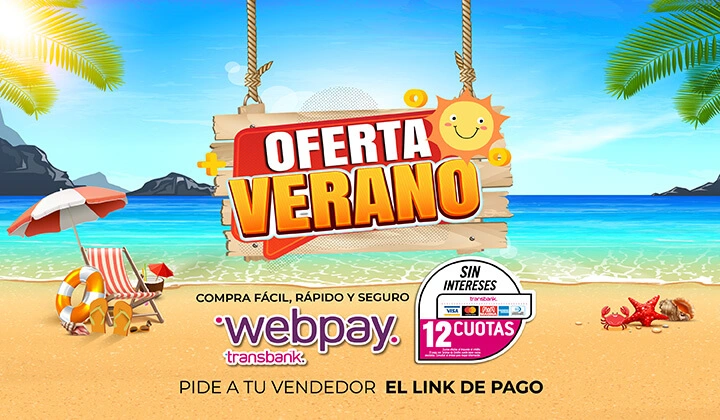 OFERTA
VERANO
COMPRA FÁCIL, RÁPIDO Y SEGURO
webpay.
transbank.
SIN
INTERESES
transbank.
VISA
12 CUOTAS
PIDE A TU VENDEDOR EL LINK DE PAGO